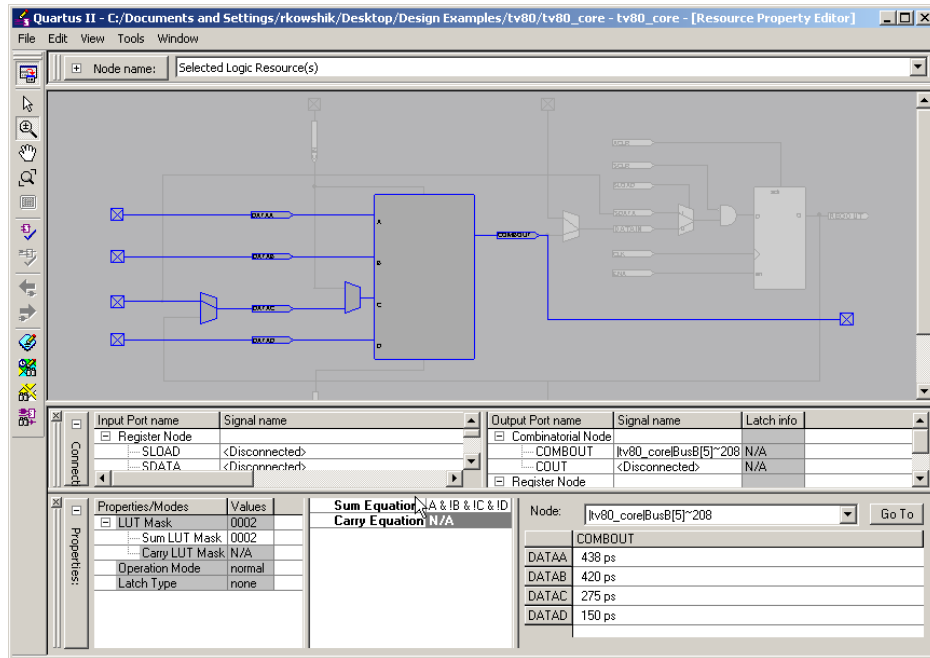 Quartus II - C:/Documents and Settings/rkowshik/Desktop/Design Examples/tv80/tv80_core - tv80_core - [Resource Property Editor]
File Edit View Tools Window
Node name: Selected Logic Resource(s)
DATAA
A
DATAB
B
COMBOUT
DATAC
C
DATAD
D
Connect
Input Port name Signal name
Register Node
SLOAD <Disconnected>
SDATA <Disconnected>
Output Port name Signal name Latch info
Combinatorial Node
COMBOUT |tv80_core|BusB[5]~208 N/A
COUT <Disconnected> N/A
Register Node
Properties:
Properties/Modes Values
LUT Mask 0002
Sum LUT Mask 0002
Carry LUT Mask N/A
Operation Mode normal
Latch Type none
Sum Equation A & !B & !C & !D
Carry Equation N/A
Node: |tv80_core|BusB[5]~208 Go To
COMBOUT
DATAA 438 ps
DATAB 420 ps
DATAC 275 ps
DATAD 150 ps